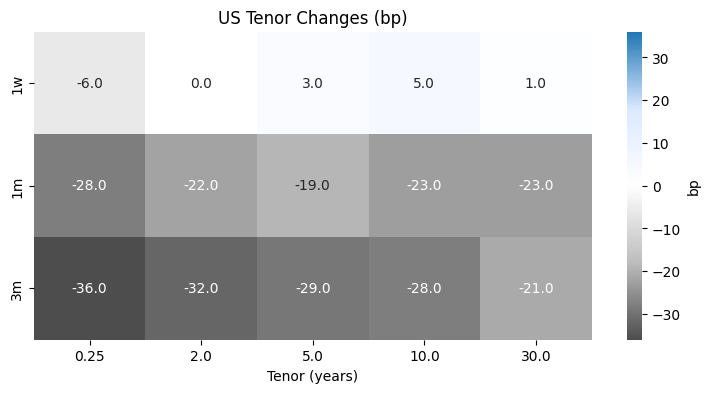 US Tenor Changes (bp)
1w -6.0 0.0 3.0 5.0 1.0
1m -28.0 -22.0 -19.0 -23.0 -23.0
3m -36.0 -32.0 -29.0 -28.0 -21.0
0.25 2.0 5.0 10.0 30.0
Tenor (years)
30
20
10
0
−10
−20
−30
bp